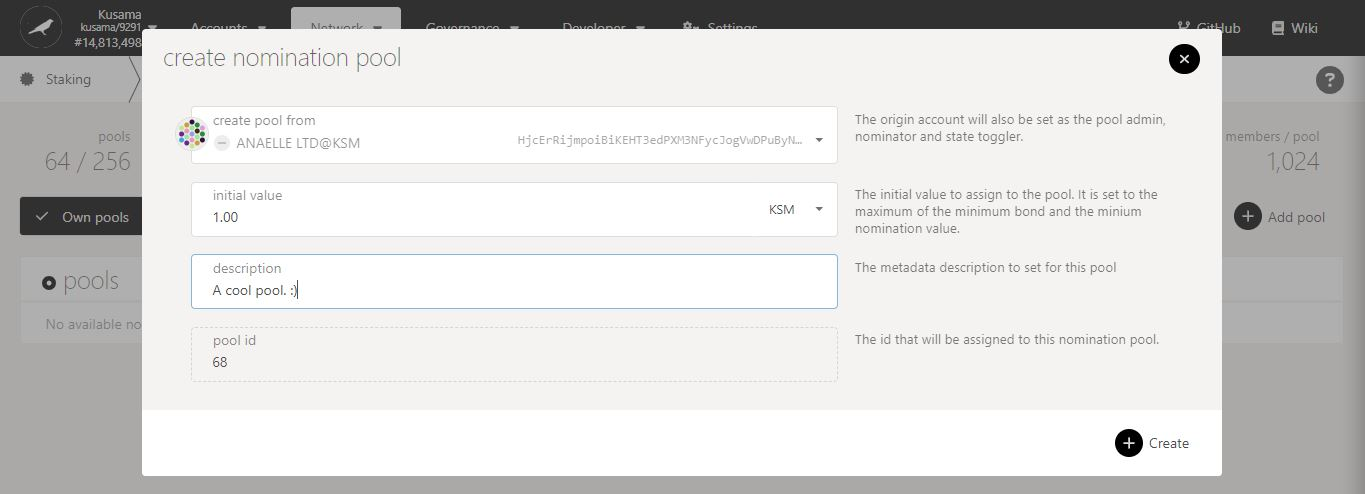 Kusama
kusama/9291
#14,813,498
Accounts
Network
Governance
Developer
Settings
GitHub
Wiki
create nomination pool
Staking
pools
64 / 256
members / pool
1,024
create pool from
ANAELLE LTD@KSM
HjcErRijmpoiBiKEHT3edPXM3NFycJogVwDPuByN…
The origin account will also be set as the pool admin,
nominator and state toggler.
initial value
1.00
KSM
The initial value to assign to the pool. It is set to the
maximum of the minimum bond and the minium
nomination value.
Own pools
Add pool
description
A cool pool. :)
The metadata description to set for this pool
pools
No available no
pool id
68
The id that will be assigned to this nomination pool.
Create